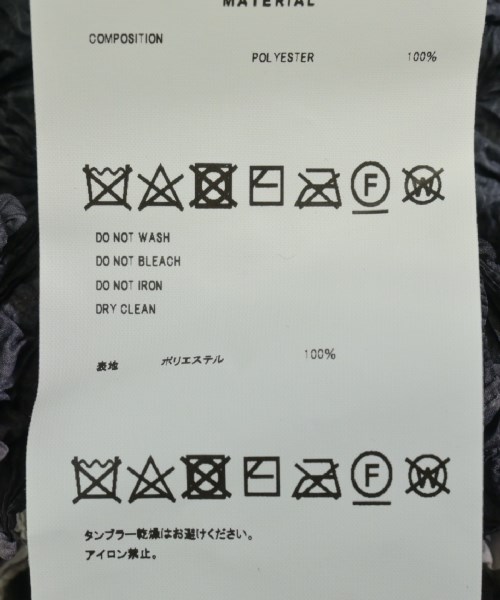 MATERIAL
COMPOSITION
POLYESTER 100%
F W
DO NOT WASH
DO NOT BLEACH
DO NOT IRON
DRY CLEAN
表地 ポリエステル 100%
F W
タンブラー乾燥はお避けください。
アイロン禁止。